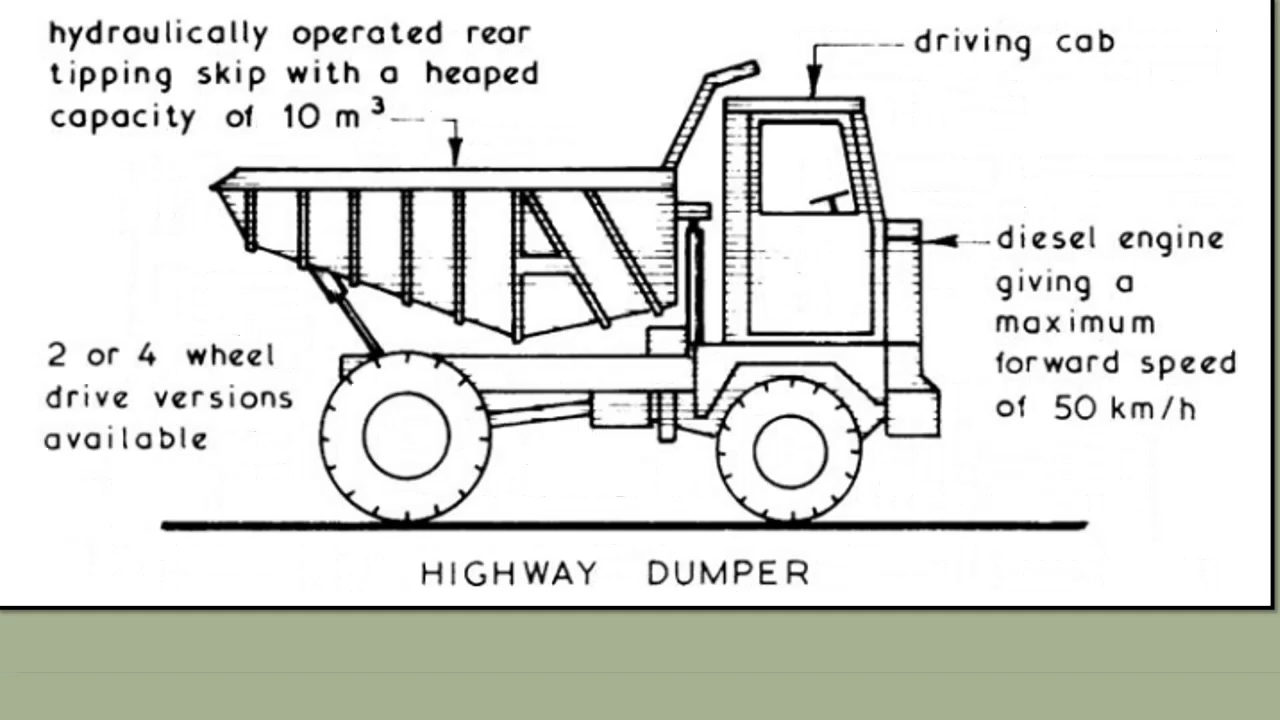 hydraulically operated rear
tipping skip with a heaped
capacity of 10 m³
driving cab
diesel engine
giving a
maximum
forward speed
of 50 km/h
2 or 4 wheel
drive versions
available
HIGHWAY DUMPER